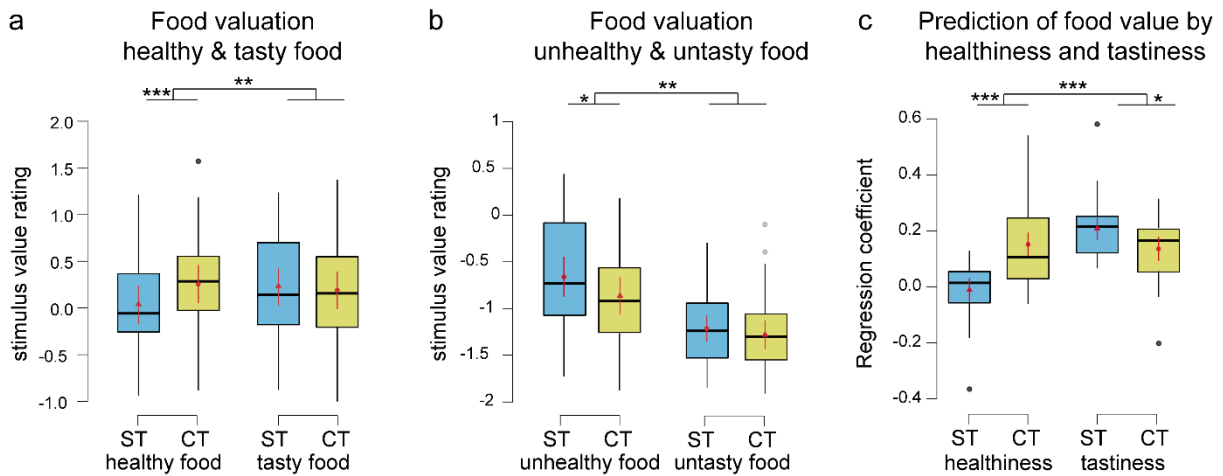 a
Food valuation
healthy & tasty food
*** **
stimulus value rating
2.0
1.5
1.0
0.5
0.0
-0.5
-1.0
ST CT ST CT
healthy food tasty food
b
Food valuation
unhealthy & untasty food
* **
stimulus value rating
1
0.5
0
-0.5
-1
-1.5
-2
ST CT ST CT
unhealthy food untasty food
c
Prediction of food value by
healthiness and tastiness
*** *** *
Regression coefficient
0.6
0.4
0.2
0.0
-0.2
-0.4
ST CT ST CT
healthiness tastiness